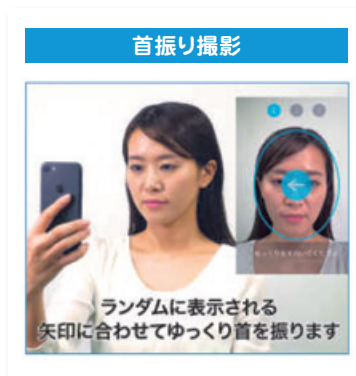 首振り撮影
1
ランダムに表示される
矢印に合わせてゆっくり首を振ります